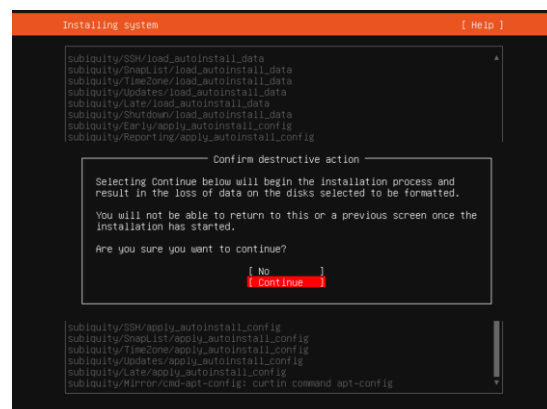 Installing system [ Help ]
subiquity/SSH/load_autoinstall_data
subiquity/SnapList/load_autoinstall_data
subiquity/TimeZone/load_autoinstall_data
subiquity/Updates/load_autoinstall_data
subiquity/Late/load_autoinstall_data
subiquity/Shutdown/load_autoinstall_data
subiquity/Early/apply_autoinstall_config
subiquity/Reporting/apply_autoinstall_config
Confirm destructive action
Selecting Continue below will begin the installation process and
result in the loss of data on the disks selected to be formatted.
You will not be able to return to this or a previous screen once the
installation has started.
Are you sure you want to continue?
[ No ]
[ Continue ]
subiquity/SSH/apply_autoinstall_config
subiquity/SnapList/apply_autoinstall_config
subiquity/TimeZone/apply_autoinstall_config
subiquity/Updates/apply_autoinstall_config
subiquity/Late/apply_autoinstall_config
subiquity/Mirror/cmd-apt-config: curtin command apt-config